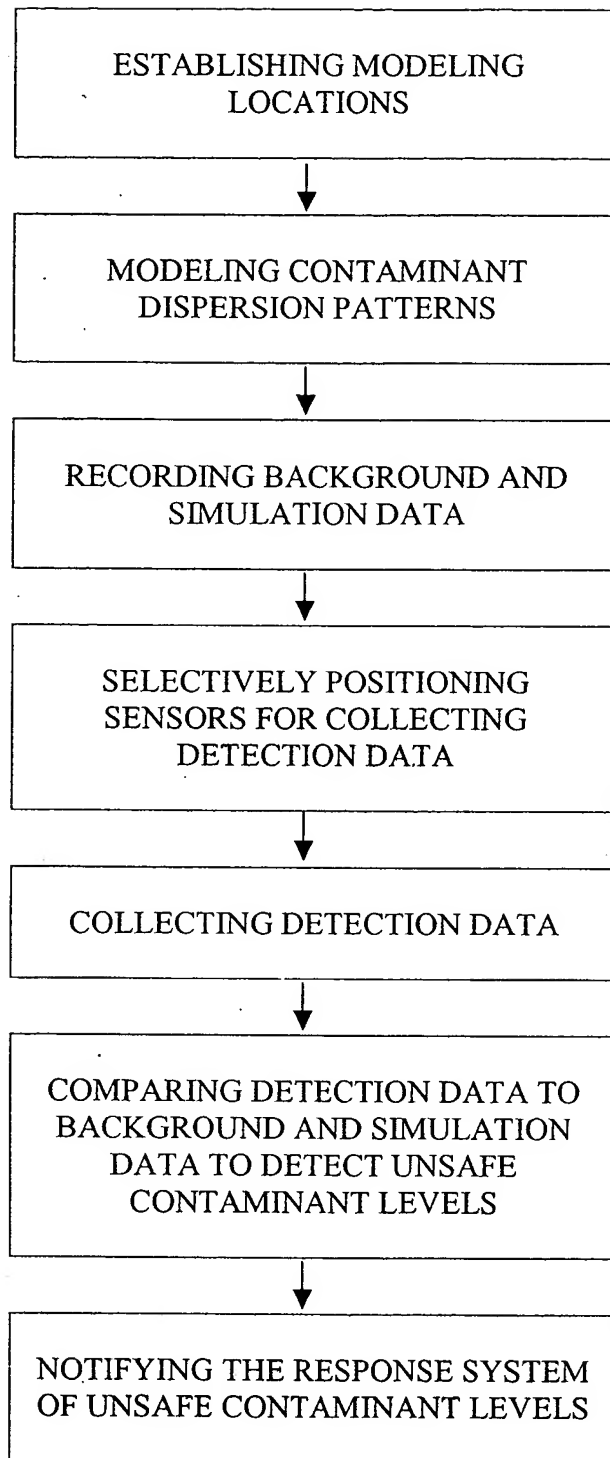 ESTABLISHING MODELING
LOCATIONS
MODELING CONTAMINANT
DISPERSION PATTERNS
RECORDING BACKGROUND AND
SIMULATION DATA
SELECTIVELY POSITIONING
SENSORS FOR COLLECTING
DETECTION DATA
COLLECTING DETECTION DATA
COMPARING DETECTION DATA TO
BACKGROUND AND SIMULATION
DATA TO DETECT UNSAFE
CONTAMINANT LEVELS
NOTIFYING THE RESPONSE SYSTEM
OF UNSAFE CONTAMINANT LEVELS